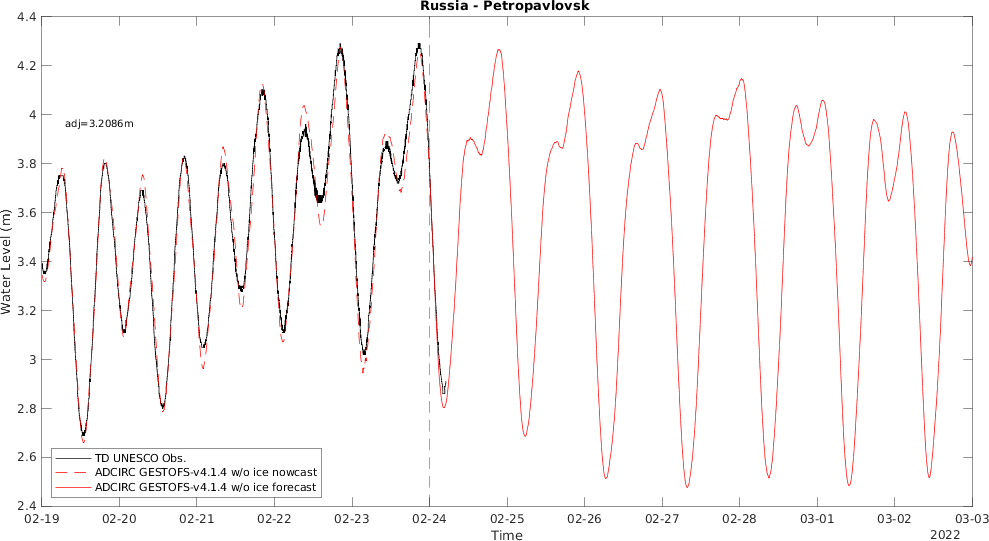 Russia - Petropavlovsk
4.4
4.2
4
3.8
3.6
3.4
3.2
3
2.8
2.6
2.4
Water Level (m)
adj=3.2086m
TD UNESCO Obs.
ADCIRC GESTOFS-v4.1.4 w/o ice nowcast
ADCIRC GESTOFS-v4.1.4 w/o ice forecast
02-19 02-20 02-21 02-22 02-23 02-24 02-25 02-26 02-27 02-28 03-01 03-02 03-03
Time
2022